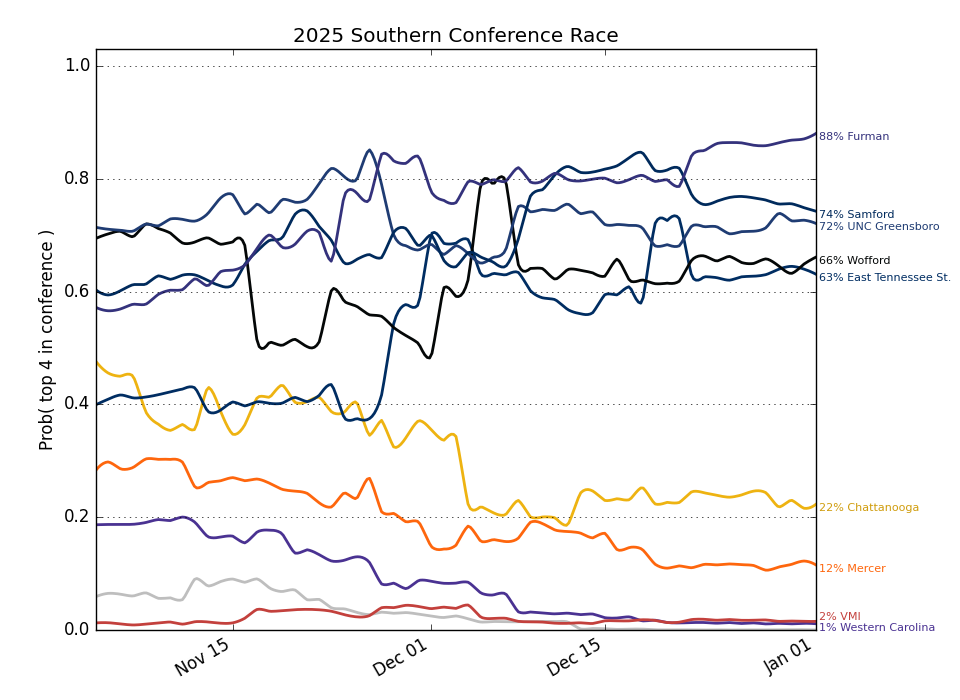 2025 Southern Conference Race
Prob( top 4 in conference )
1.0
0.8
0.6
0.4
0.2
0.0
Nov 15
Dec 01
Dec 15
Jan 01
88% Furman
74% Samford
72% UNC Greensboro
66% Wofford
63% East Tennessee St.
22% Chattanooga
12% Mercer
2% VMI
1% Western Carolina